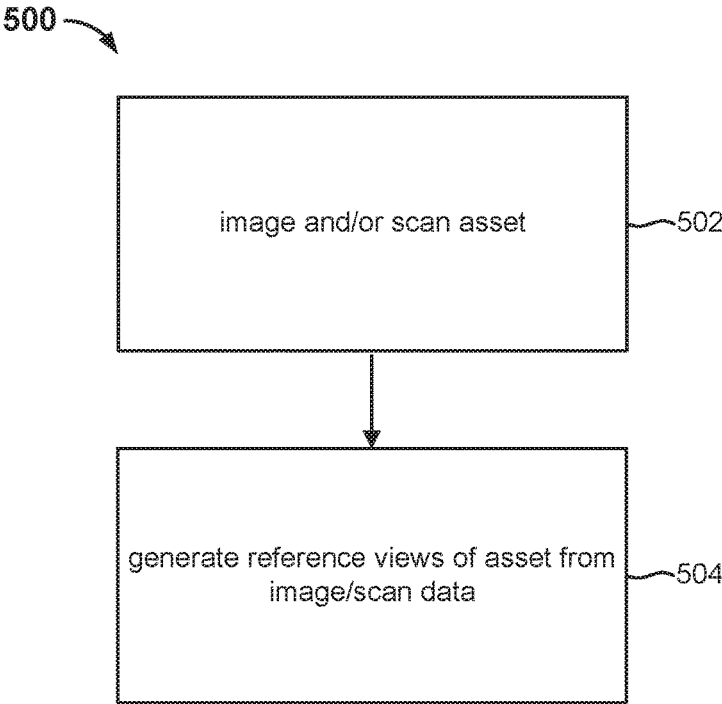 500
image and/or scan asset
502
generate reference views of asset from
image/scan data
504